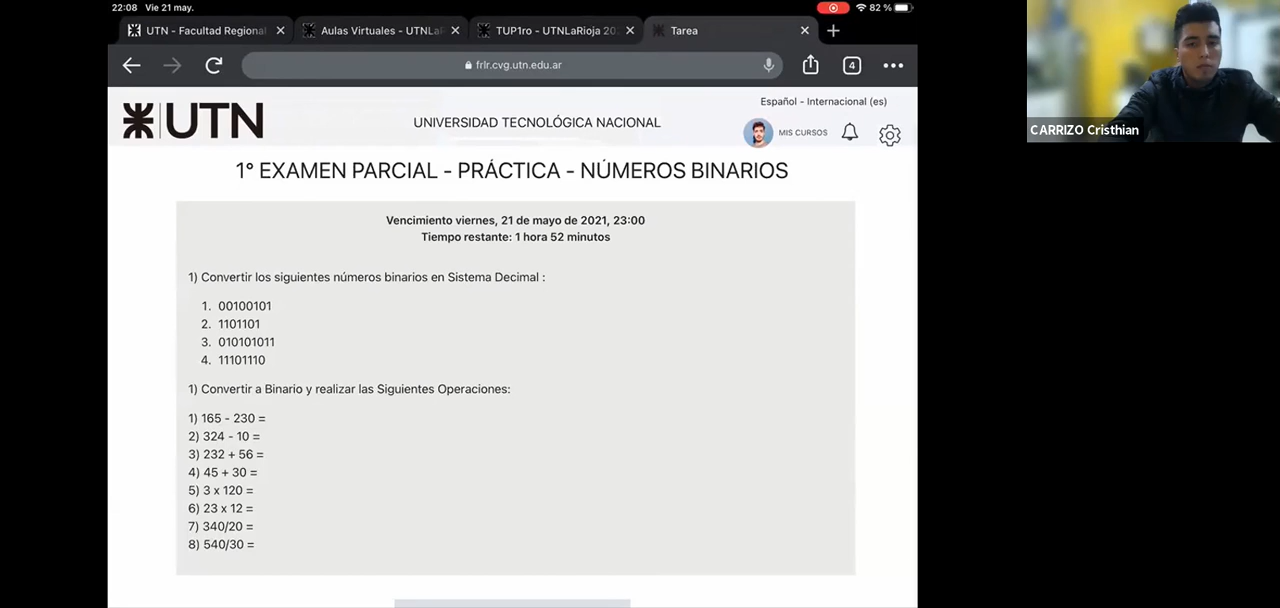 22:08 Vie 21 may.
82 %
UTN - Facultad Regional
Aulas Virtuales - UTNLa
TUP1ro - UTNLaRioja 20
Tarea
frlr.cvg.utn.edu.ar
4
Español - Internacional (es)
UTN
UNIVERSIDAD TECNOLÓGICA NACIONAL
MIS CURSOS
CARRIZO Cristhian
1° EXAMEN PARCIAL - PRÁCTICA - NÚMEROS BINARIOS
Vencimiento viernes, 21 de mayo de 2021, 23:00
Tiempo restante: 1 hora 52 minutos
1) Convertir los siguientes números binarios en Sistema Decimal :
1. 00100101
2. 1101101
3. 010101011
4. 11101110
1) Convertir a Binario y realizar las Siguientes Operaciones:
1) 165 - 230 =
2) 324 - 10 =
3) 232 + 56 =
4) 45 + 30 =
5) 3 x 120 =
6) 23 x 12 =
7) 340/20 =
8) 540/30 =